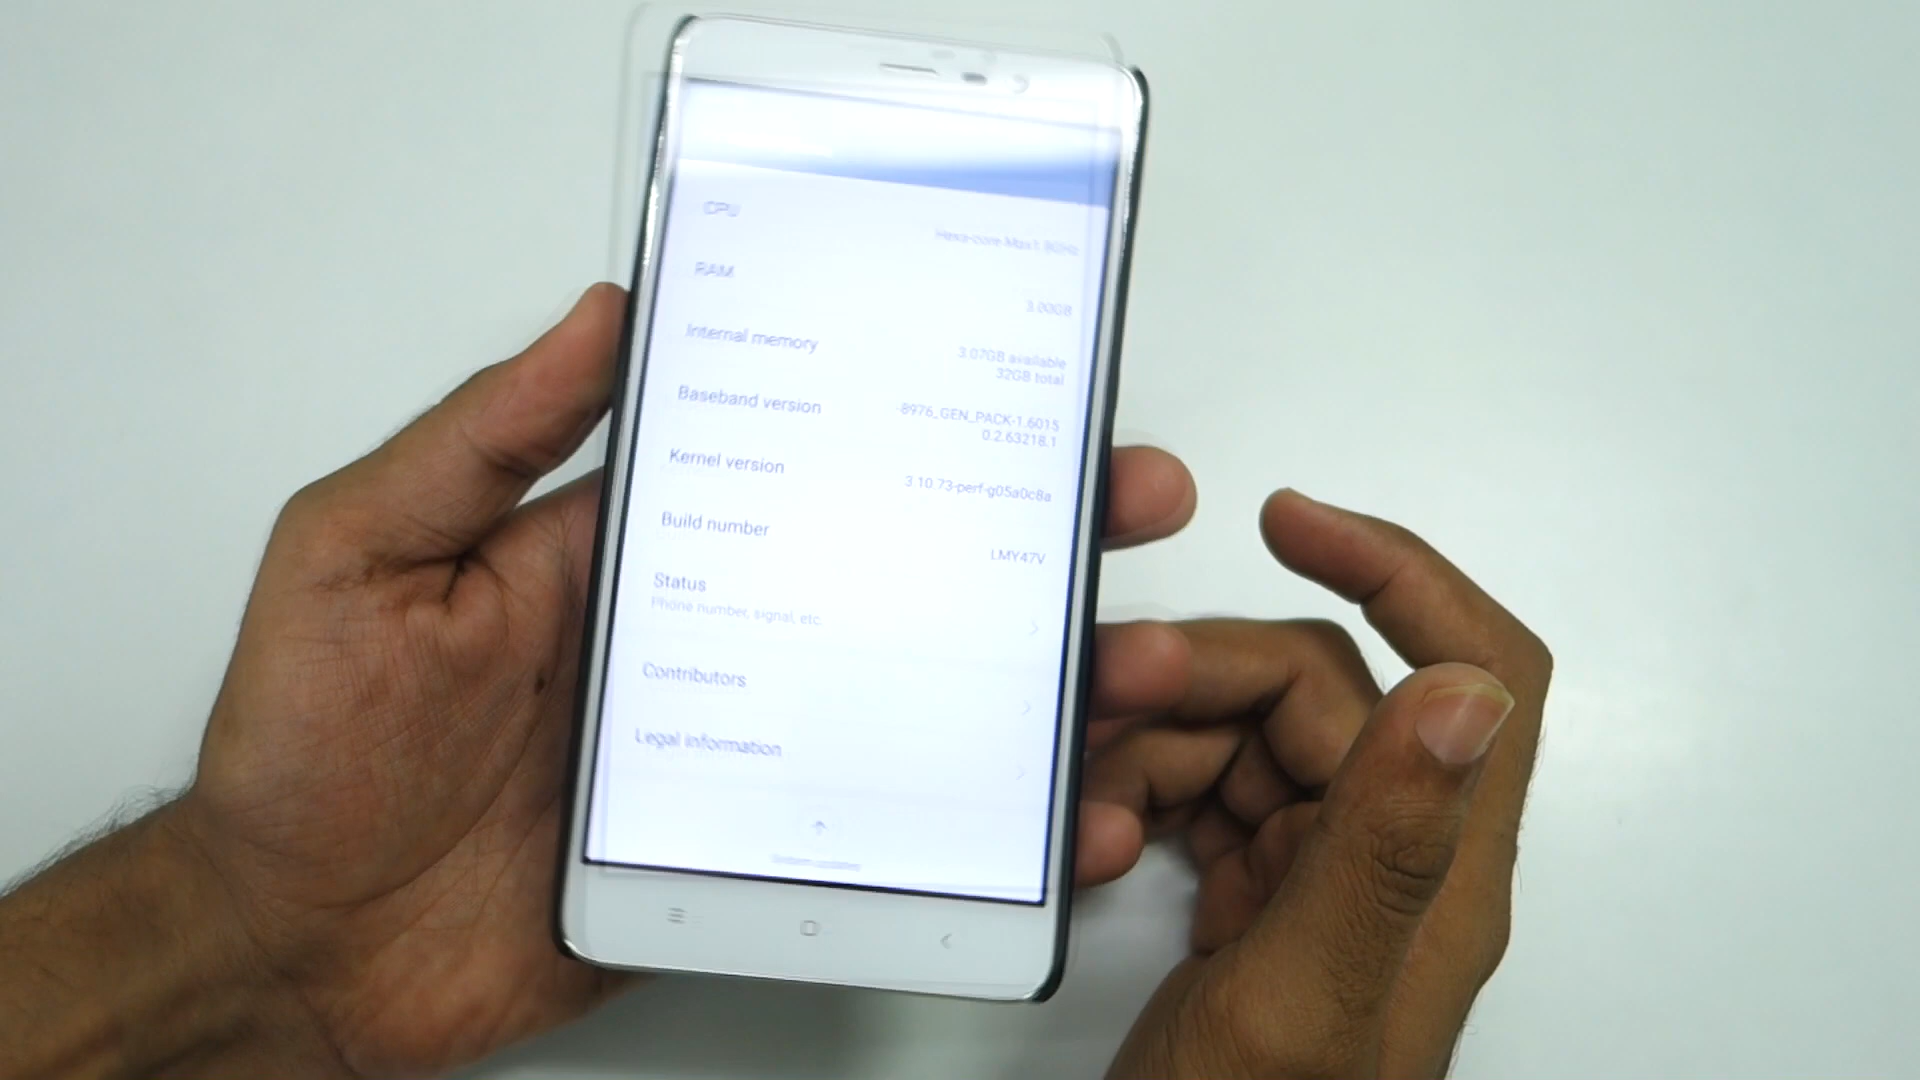 CPU
Hexa-core Max1.8GHz
RAM
3.00GB
Internal memory
3.07GB available
32GB total
Baseband version
-8976_GEN_PACK-1.6015
0.2.63218.1
Kernel version
3.10.73-perf-g05a0c8a
Build number
LMY47V
Status
Phone number, signal, etc.
Contributors
Legal information
System updates